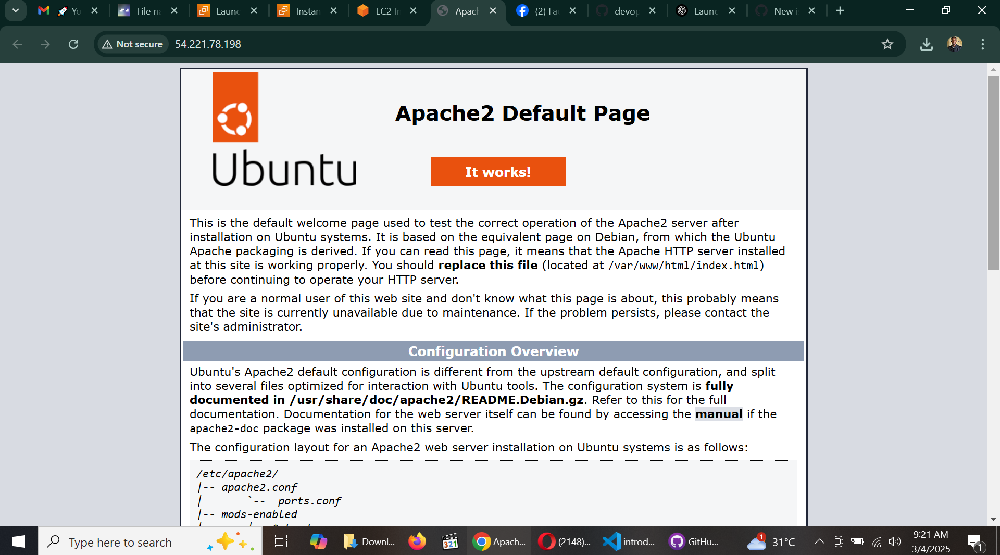 Yo
File na
Launc
Instan
EC2 In
Apach
(2) Fac
devop
Launc
New i
Not secure
54.221.78.198
Ubuntu
Apache2 Default Page
It works!
This is the default welcome page used to test the correct operation of the Apache2 server after
installation on Ubuntu systems. It is based on the equivalent page on Debian, from which the Ubuntu
Apache packaging is derived. If you can read this page, it means that the Apache HTTP server installed
at this site is working properly. You should replace this file (located at /var/www/html/index.html)
before continuing to operate your HTTP server.
If you are a normal user of this web site and don't know what this page is about, this probably means
that the site is currently unavailable due to maintenance. If the problem persists, please contact the
site's administrator.
Configuration Overview
Ubuntu's Apache2 default configuration is different from the upstream default configuration, and split
into several files optimized for interaction with Ubuntu tools. The configuration system is fully
documented in /usr/share/doc/apache2/README.Debian.gz. Refer to this for the full
documentation. Documentation for the web server itself can be found by accessing the manual if the
apache2-doc package was installed on this server.
The configuration layout for an Apache2 web server installation on Ubuntu systems is as follows:
/etc/apache2/
|-- apache2.conf
|       `--  ports.conf
|-- mods-enabled
Type here to search
321
Downl...
Apach...
(2148)...
introd...
GitHu...
1
31°C
9:21 AM
3/4/2025
1